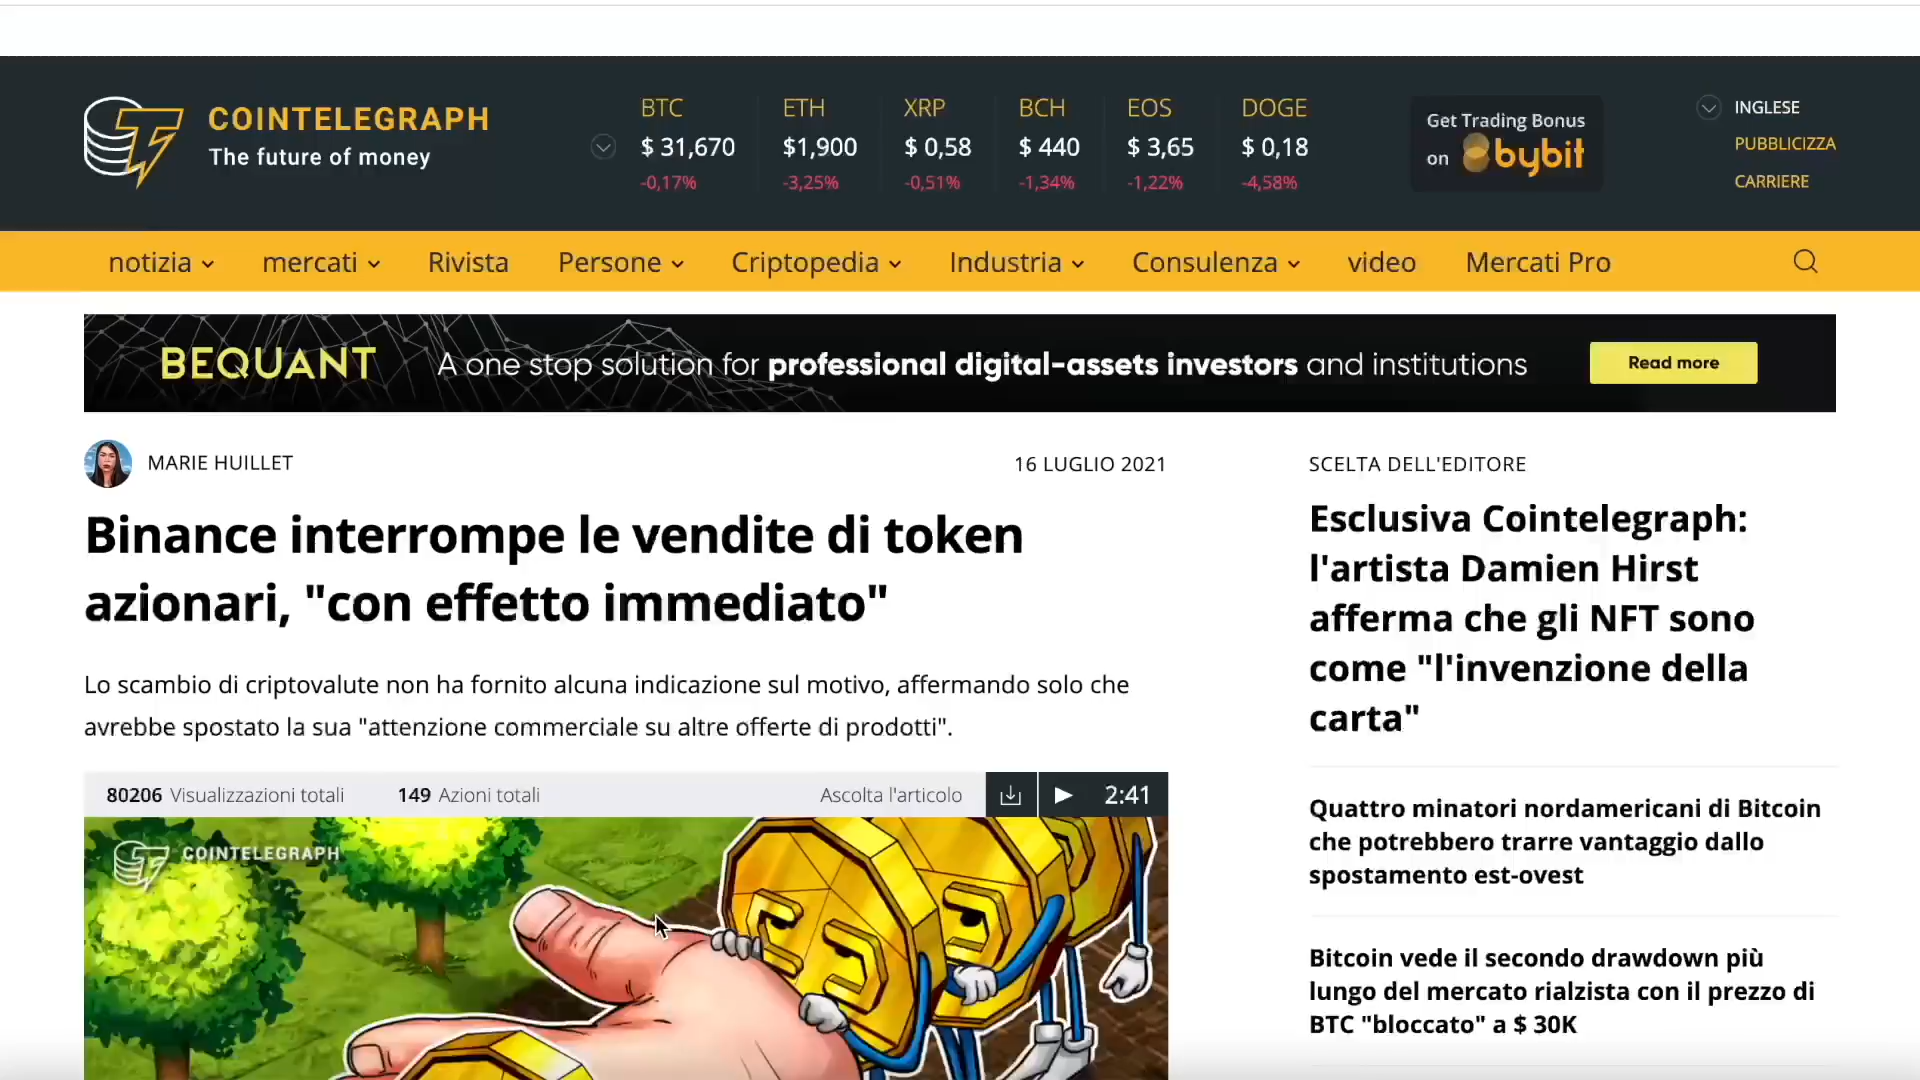 COINTELEGRAPH
The future of money
BTC
$ 31,670
-0,17%
ETH
$1,900
-3,25%
XRP
$ 0,58
-0,51%
BCH
$ 440
-1,34%
EOS
$ 3,65
-1,22%
DOGE
$ 0,18
-4,58%
Get Trading Bonus
on bybit
INGLESE
PUBBLICIZZA
CARRIERE
notizia mercati Rivista Persone Criptopedia Industria Consulenza video Mercati Pro
BEQUANT A one stop solution for professional digital-assets investors and institutions Read more
MARIE HUILLET 16 LUGLIO 2021
Binance interrompe le vendite di token
azionari, "con effetto immediato"
Lo scambio di criptovalute non ha fornito alcuna indicazione sul motivo, affermando solo che
avrebbe spostato la sua "attenzione commerciale su altre offerte di prodotti".
80206 Visualizzazioni totali 149 Azioni totali Ascolta l'articolo 2:41
COINTELEGRAPH
SCELTA DELL'EDITORE
Esclusiva Cointelegraph:
l'artista Damien Hirst
afferma che gli NFT sono
come "l'invenzione della
carta"
Quattro minatori nordamericani di Bitcoin
che potrebbero trarre vantaggio dallo
spostamento est-ovest
Bitcoin vede il secondo drawdown più
lungo del mercato rialzista con il prezzo di
BTC "bloccato" a $ 30K